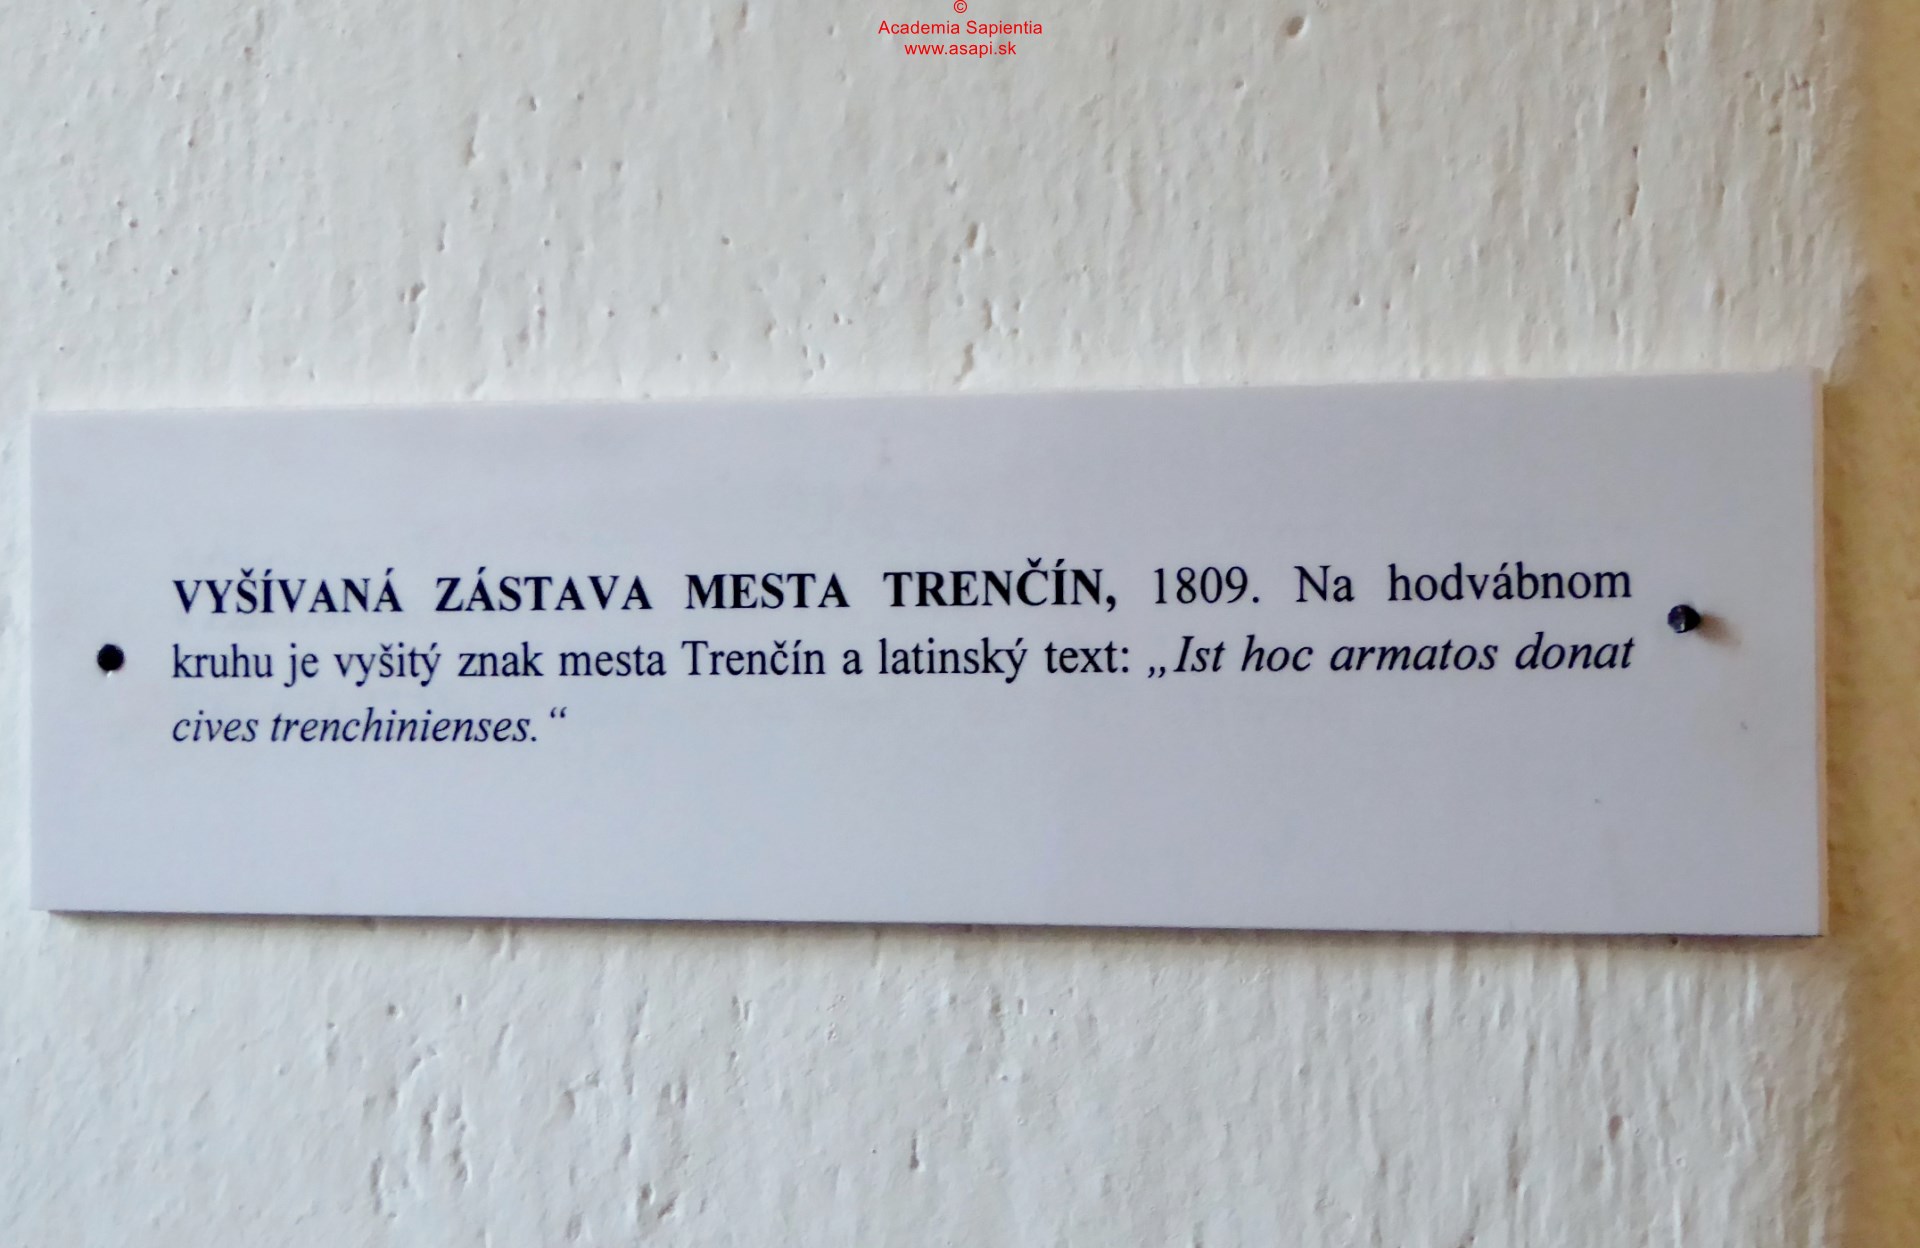 ©
Academia Sapientia
www.asapi.sk
VYŠÍVANÁ ZÁSTAVA MESTA TRENČÍN, 1809. Na hodvábnom
kruhu je vyšitý znak mesta Trenčín a latinský text: „Ist hoc armatos donat
cives trenchinienses.“